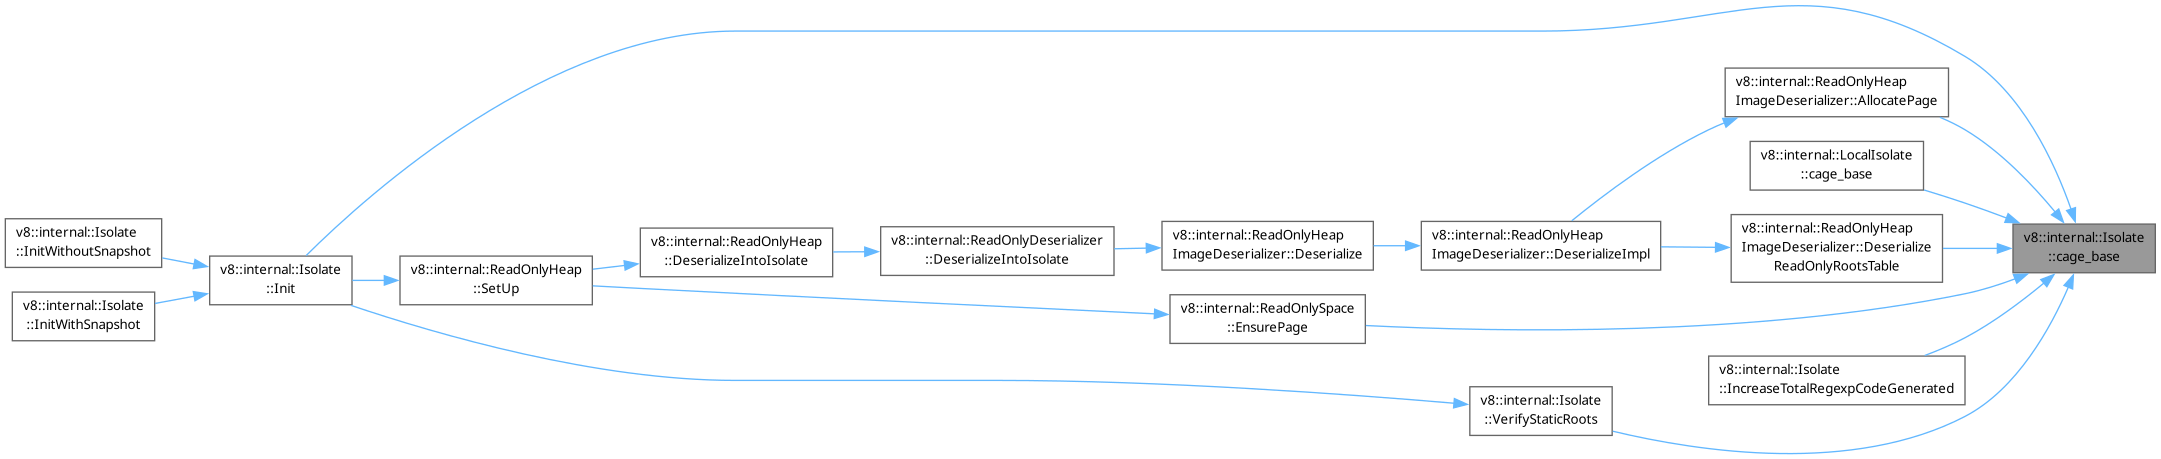 v8::internal::Isolate
::InitWithoutSnapshot
v8::internal::Isolate
::InitWithSnapshot
v8::internal::Isolate
::Init
v8::internal::ReadOnlyHeap
::SetUp
v8::internal::ReadOnlyHeap
::DeserializeIntoIsolate
v8::internal::ReadOnlyDeserializer
::DeserializeIntoIsolate
v8::internal::ReadOnlyHeap
ImageDeserializer::Deserialize
v8::internal::ReadOnlySpace
::EnsurePage
v8::internal::ReadOnlyHeap
ImageDeserializer::DeserializeImpl
v8::internal::Isolate
::VerifyStaticRoots
v8::internal::ReadOnlyHeap
ImageDeserializer::AllocatePage
v8::internal::LocalIsolate
::cage_base
v8::internal::ReadOnlyHeap
ImageDeserializer::Deserialize
ReadOnlyRootsTable
v8::internal::Isolate
::IncreaseTotalRegexpCodeGenerated
v8::internal::Isolate
::cage_base